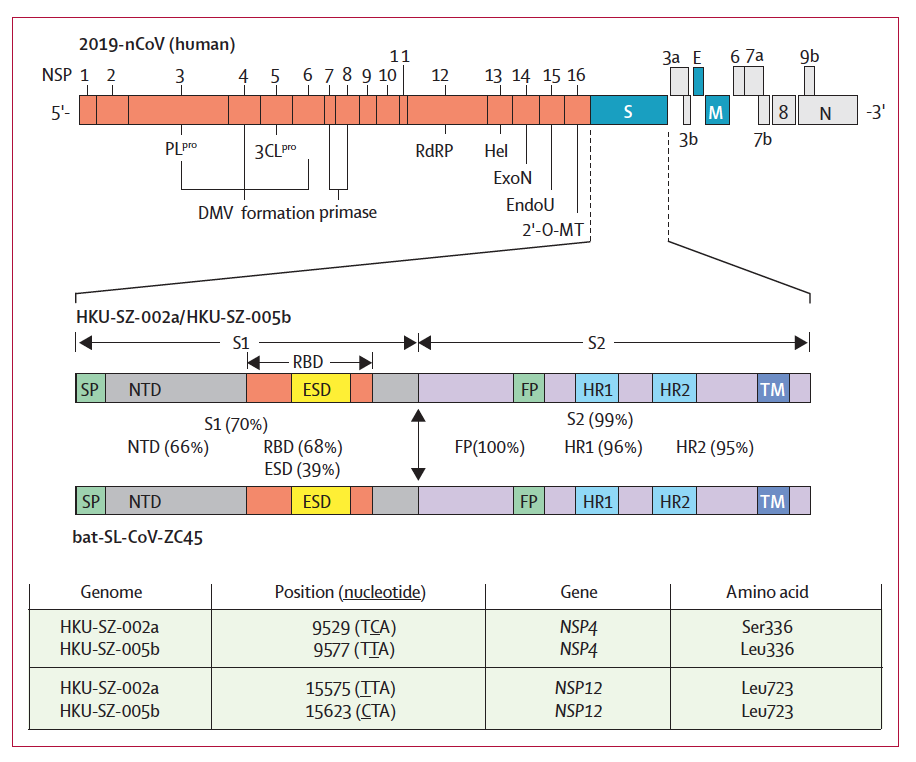 2019-nCoV (human)
3a E 6 7a 9b
NSP 1 2 3 4 5 6 7 8 9 10 11 12 13 14 15 16
5'- S M 8 N -3'
3b 7b
PLpro 3CLpro RdRP Hel
ExoN
EndoU
DMV formation primase
2'-O-MT
HKU-SZ-002a/HKU-SZ-005b
S1 S2
RBD
SP NTD ESD FP HR1 HR2 TM
S1 (70%) S2 (99%)
NTD (66%) RBD (68%) FP(100%) HR1 (96%) HR2 (95%)
ESD (39%)
SP NTD ESD FP HR1 HR2 TM
bat-SL-CoV-ZC45
Genome Position (nucleotide) Gene Amino acid
HKU-SZ-002a 9529 (TCA) NSP4 Ser336
HKU-SZ-005b 9577 (TTA) NSP4 Leu336
HKU-SZ-002a 15575 (TTA) NSP12 Leu723
HKU-SZ-005b 15623 (CTA) NSP12 Leu723